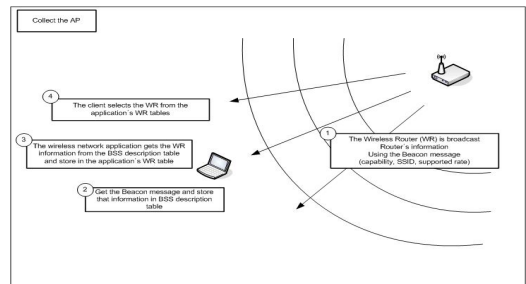 Collect the AP
4
The client selects the WR from the
application`s WR tables
3
The wireless network application gets the WR
infromation from the BSS description table
and store in the application`s WR table
2
Get the Beacon message and store
that information in BSS description
table
1
The Wireless Router (WR) is broadcast
Router`s information
Using the Beacon message
(capability, SSID, supported rate)